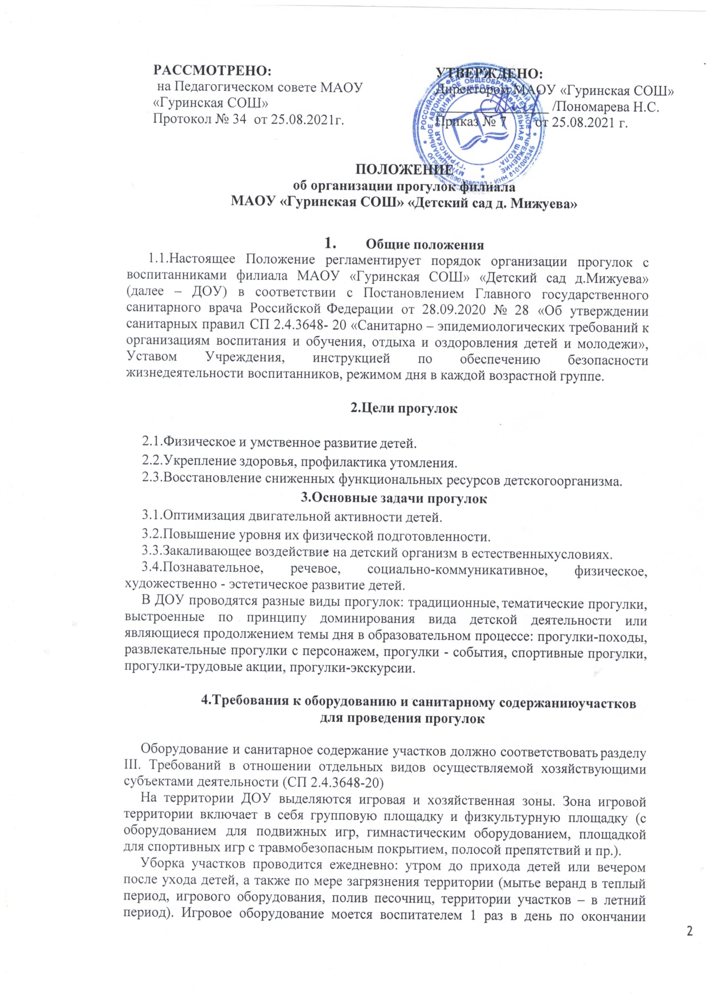 РАССМОТРЕНО:
на Педагогическом совете МАОУ
«Гуринская СОШ»
Протокол № 34 от 25.08.2021г.
УТВЕРЖДЕНО:
Директором МАОУ «Гуринская СОШ»
/Пономарева Н.С.
Приказ № 7 от 25.08.2021 г.
ПОЛОЖЕНИЕ
об организации прогулок филиала
МАОУ «Гуринская СОШ» «Детский сад д. Мижуева»
1. Общие положения
1.1.Настоящее Положение регламентирует порядок организации прогулок с
воспитанниками филиала МАОУ «Гуринская СОШ» «Детский сад д.Мижуева»
(далее – ДОУ) в соответствии с Постановлением Главного государственного
санитарного врача Российской Федерации от 28.09.2020 № 28 «Об утверждении
санитарных правил СП 2.4.3648- 20 «Санитарно – эпидемиологических требований к
организациям воспитания и обучения, отдыха и оздоровления детей и молодежи»,
Уставом Учреждения, инструкцией по обеспечению безопасности
жизнедеятельности воспитанников, режимом дня в каждой возрастной группе.
2.Цели прогулок
2.1.Физическое и умственное развитие детей.
2.2.Укрепление здоровья, профилактика утомления.
2.3.Восстановление сниженных функциональных ресурсов детскогоорганизма.
3.Основные задачи прогулок
3.1.Оптимизация двигательной активности детей.
3.2.Повышение уровня их физической подготовленности.
3.3.Закаливающее воздействие на детский организм в естественныхусловиях.
3.4.Познавательное, речевое, социально-коммуникативное, физическое,
художественно - эстетическое развитие детей.
В ДОУ проводятся разные виды прогулок: традиционные, тематические прогулки,
выстроенные по принципу доминирования вида детской деятельности или
являющиеся продолжением темы дня в образовательном процессе: прогулки-походы,
развлекательные прогулки с персонажем, прогулки - события, спортивные прогулки,
прогулки-трудовые акции, прогулки-экскурсии.
4.Требования к оборудованию и санитарному содержаниюучастков
для проведения прогулок
Оборудование и санитарное содержание участков должно соответствовать разделу
III. Требований в отношении отдельных видов осуществляемой хозяйствующими
субъектами деятельности (СП 2.4.3648-20)
На территории ДОУ выделяются игровая и хозяйственная зоны. Зона игровой
территории включает в себя групповую площадку и физкультурную площадку (с
оборудованием для подвижных игр, гимнастическим оборудованием, площадкой
для спортивных игр с травмобезопасным покрытием, полосой препятствий и пр.).
Уборка участков проводится ежедневно: утром до прихода детей или вечером
после ухода детей, а также по мере загрязнения территории (мытье веранд в теплый
период, игрового оборудования, полив песочниц, территории участков – в летний
период). Игровое оборудование моется воспитателем 1 раз в день по окончании
2